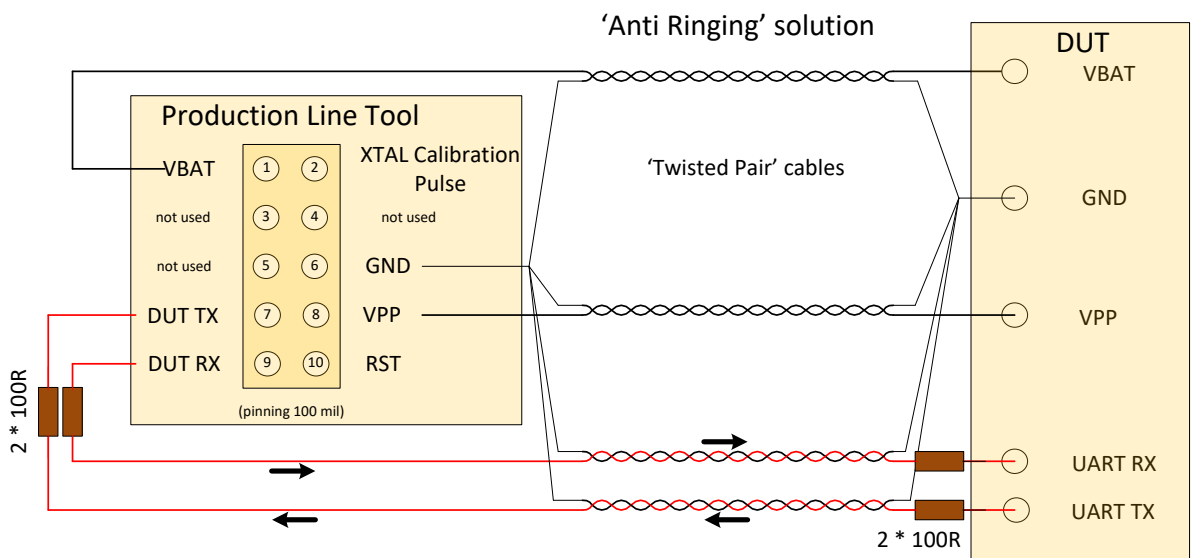 ‘Anti Ringing’ solution
DUT
VBAT
Production Line Tool
VBAT
1
2
XTAL Calibration
Pulse
‘Twisted Pair’ cables
GND
not used
3
4
not used
not used
5
6
GND
DUT TX
7
8
VPP
VPP
DUT RX
9
10
RST
(pinning 100 mil)
2 * 100R
UART RX
UART TX
2 * 100R